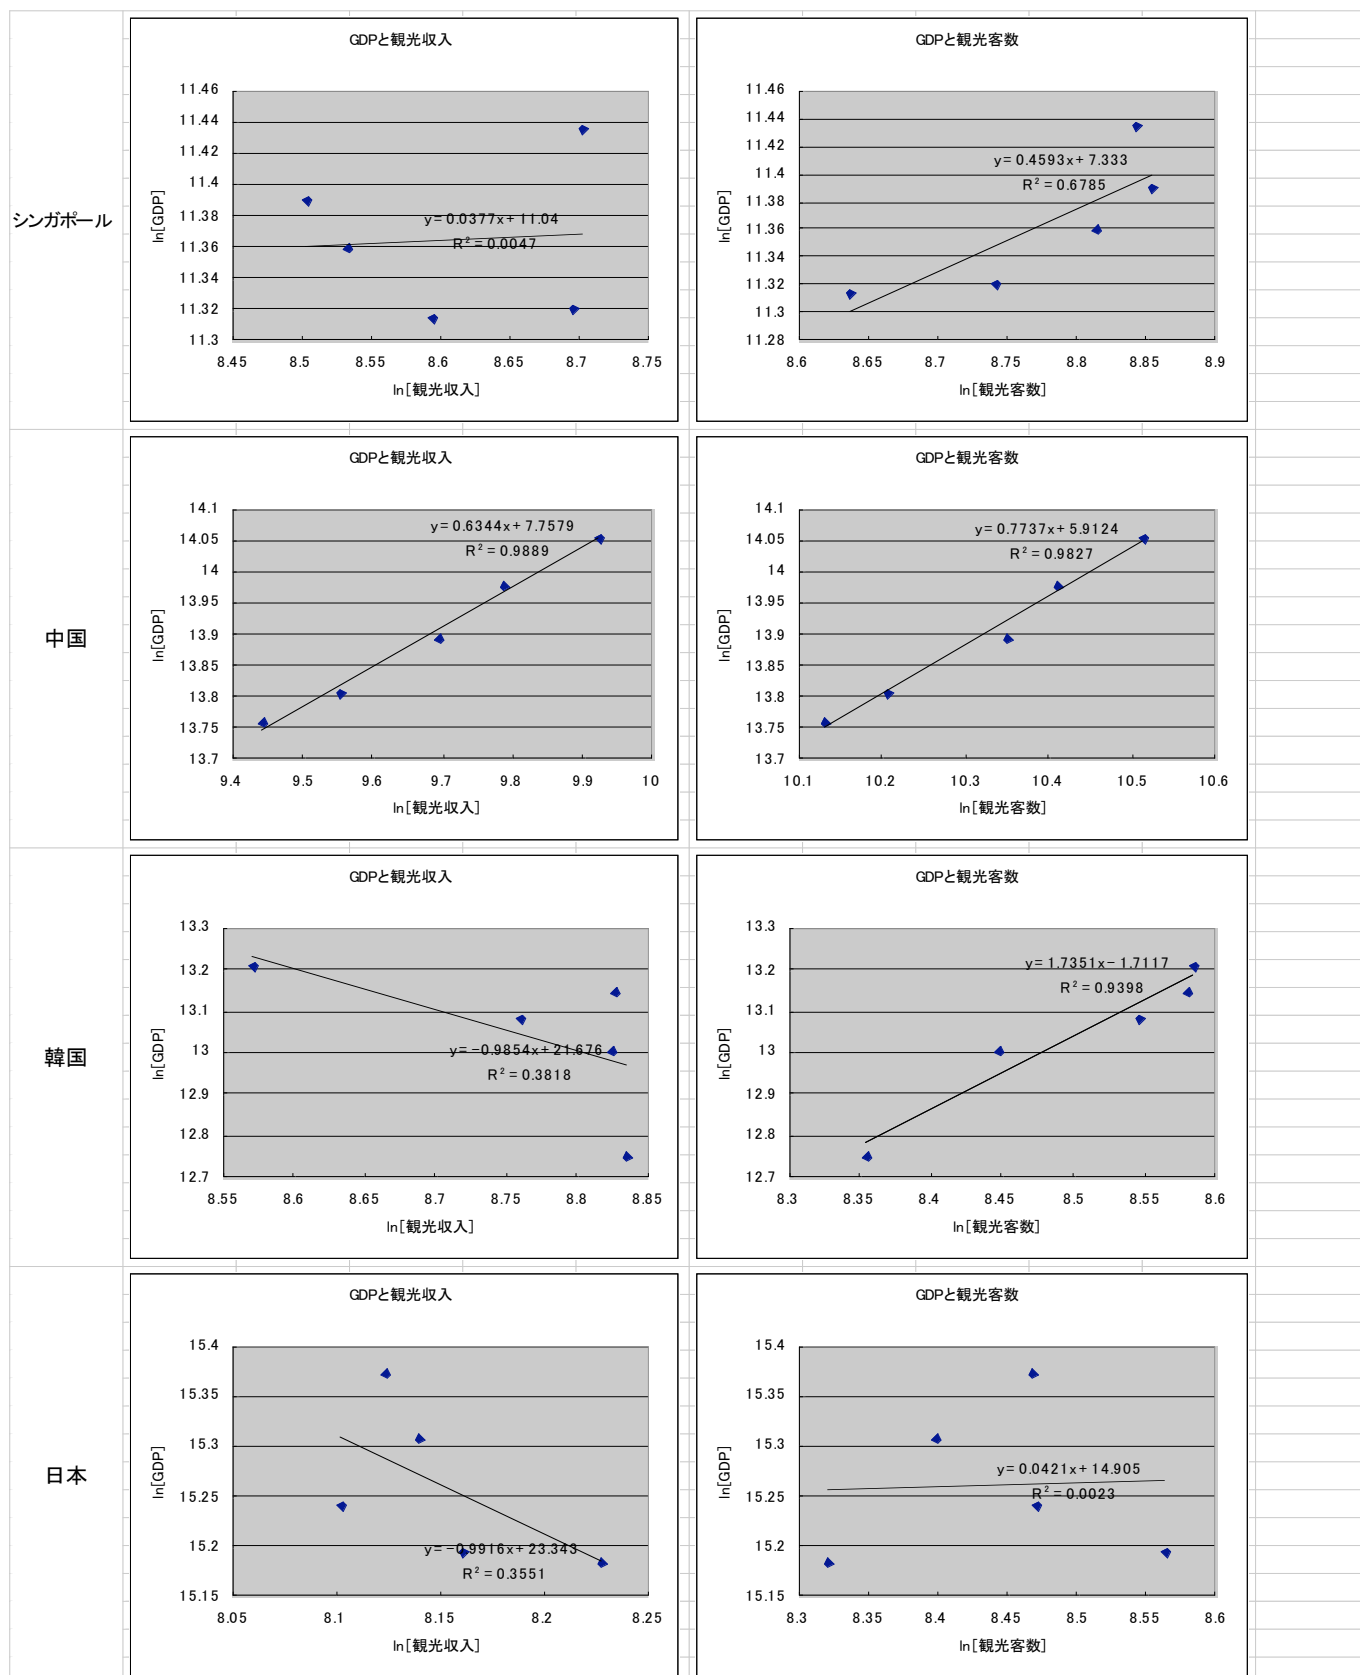 シンガポール
GDPと観光収入
11.46
11.44
11.42
11.4
11.38
11.36
11.34
11.32
11.3
ln[GDP]
y = 0.0377x + 11.04
R² = 0.0047
8.45 8.5 8.55 8.6 8.65 8.7 8.75
ln[観光収入]
GDPと観光客数
11.46
11.44
11.42
11.4
11.38
11.36
11.34
11.32
11.3
11.28
ln[GDP]
y = 0.4593x + 7.333
R² = 0.6785
8.6 8.65 8.7 8.75 8.8 8.85 8.9
ln[観光客数]
中国
GDPと観光収入
14.1
14.05
14
13.95
13.9
13.85
13.8
13.75
13.7
ln[GDP]
y = 0.6344x + 7.7579
R² = 0.9889
9.4 9.5 9.6 9.7 9.8 9.9 10
ln[観光収入]
GDPと観光客数
14.1
14.05
14
13.95
13.9
13.85
13.8
13.75
13.7
ln[GDP]
y = 0.7737x + 5.9124
R² = 0.9827
10.1 10.2 10.3 10.4 10.5 10.6
ln[観光客数]
韓国
GDPと観光収入
13.3
13.2
13.1
13
12.9
12.8
12.7
ln[GDP]
y = -0.9854x + 21.676
R² = 0.3818
8.55 8.6 8.65 8.7 8.75 8.8 8.85
ln[観光収入]
GDPと観光客数
13.3
13.2
13.1
13
12.9
12.8
12.7
ln[GDP]
y = 1.7351x - 1.7117
R² = 0.9398
8.3 8.35 8.4 8.45 8.5 8.55 8.6
ln[観光客数]
日本
GDPと観光収入
15.4
15.35
15.3
15.25
15.2
15.15
ln[GDP]
y = -0.9916x + 23.343
R² = 0.3551
8.05 8.1 8.15 8.2 8.25
ln[観光収入]
GDPと観光客数
15.4
15.35
15.3
15.25
15.2
15.15
ln[GDP]
y = 0.0421x + 14.905
R² = 0.0023
8.3 8.35 8.4 8.45 8.5 8.55 8.6
ln[観光客数]